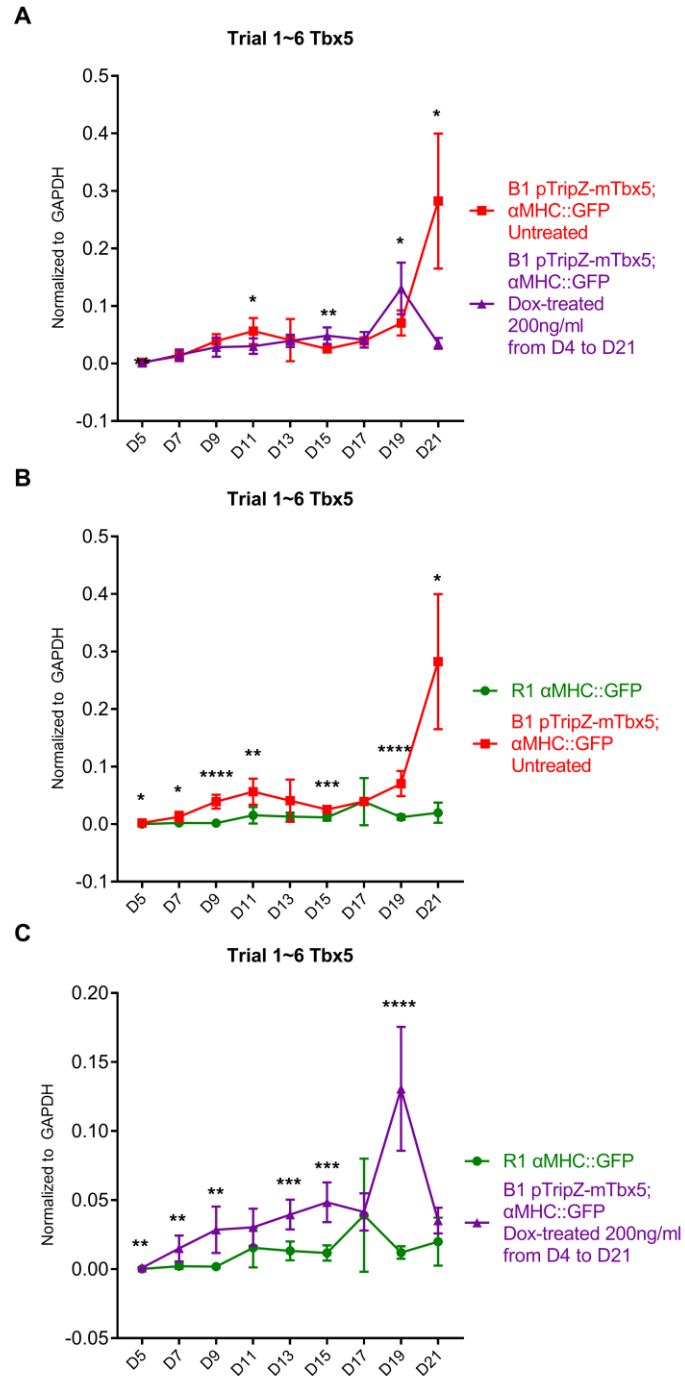 A
Trial 1~6 Tbx5
Normalized to GAPDH
0.5
0.4
0.3
0.2
0.1
0.0
-0.1
**
*
**
*
*
D5
D7
D9
D11
D13
D15
D17
D19
D21
B1 pTripZ-mTbx5;
αMHC::GFP
Untreated
B1 pTripZ-mTbx5;
αMHC::GFP
Dox-treated
200ng/ml
from D4 to D21
B
Trial 1~6 Tbx5
Normalized to GAPDH
0.5
0.4
0.3
0.2
0.1
0.0
-0.1
*
*
****
**
***
****
*
D5
D7
D9
D11
D13
D15
D17
D19
D21
R1 αMHC::GFP
B1 pTripZ-mTbx5;
αMHC::GFP
Untreated
C
Trial 1~6 Tbx5
Normalized to GAPDH
0.20
0.15
0.10
0.05
0.00
-0.05
**
**
**
***
***
****
D5
D7
D9
D11
D13
D15
D17
D19
D21
R1 αMHC::GFP
B1 pTripZ-mTbx5;
αMHC::GFP
Dox-treated 200ng/ml
from D4 to D21